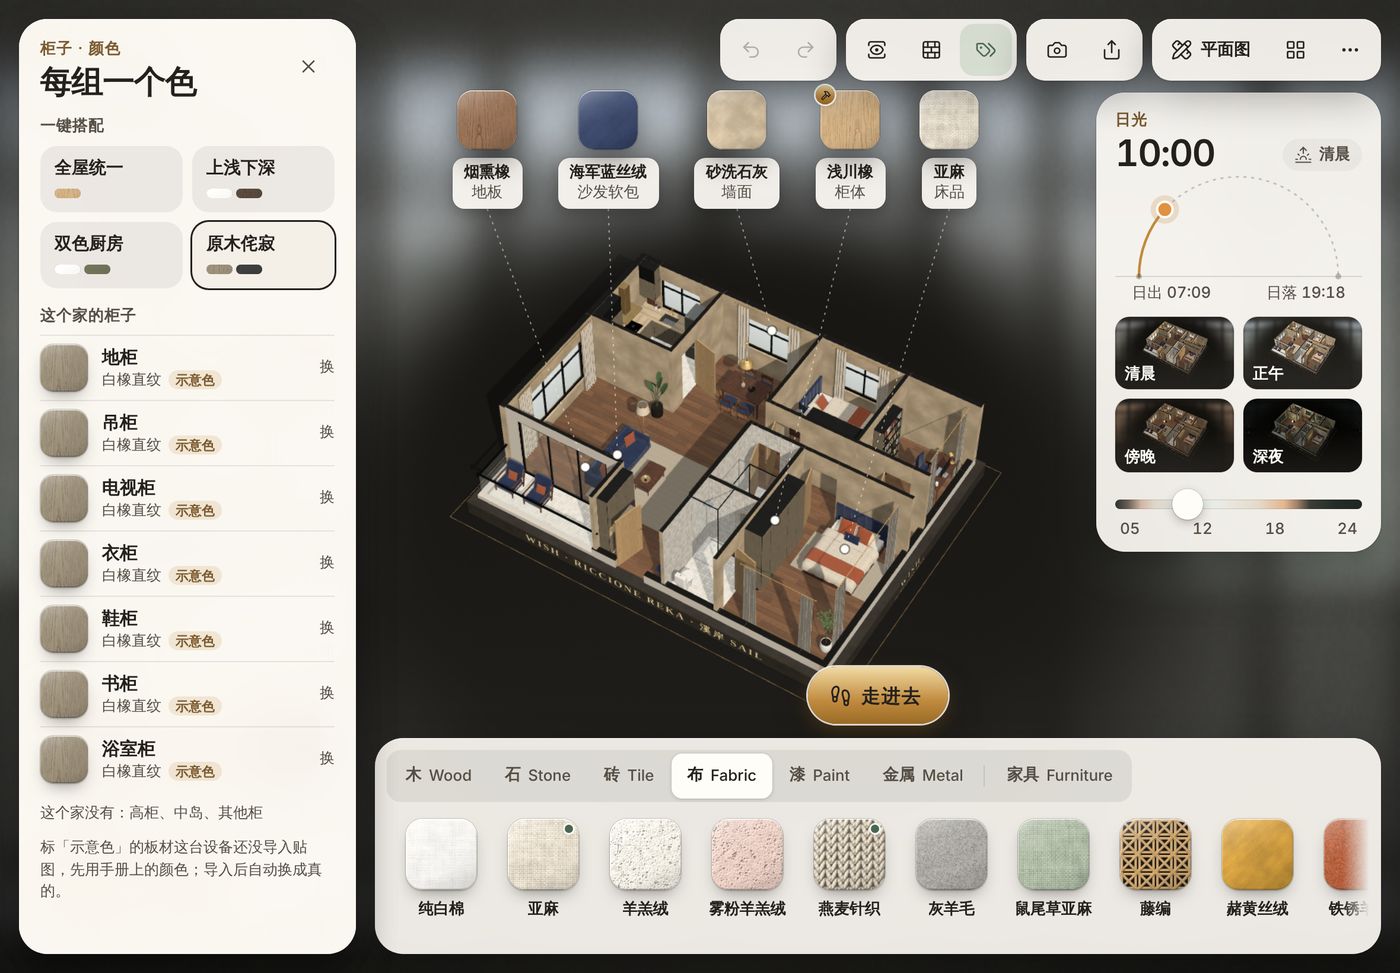 柜子 · 颜色
每组一个色
一键搭配
全屋统一
上浅下深
双色厨房
原木侘寂
这个家的柜子
地柜
白橡直纹 示意色
换
吊柜
白橡直纹 示意色
换
电视柜
白橡直纹 示意色
换
衣柜
白橡直纹 示意色
换
鞋柜
白橡直纹 示意色
换
书柜
白橡直纹 示意色
换
浴室柜
白橡直纹 示意色
换
这个家没有：高柜、中岛、其他柜
标「示意色」的板材这台设备还没导入贴
图，先用手册上的颜色；导入后自动换成真
的。
平面图
烟熏橡
地板
海军蓝丝绒
沙发软包
砂洗石灰
墙面
浅川橡
柜体
亚麻
床品
WISH · RICCIONE REKA · 溪岸 SAIL
走进去
日光
10:00
清晨
日出 07:09
日落 19:18
清晨
正午
傍晚
深夜
05 12 18 24
木 Wood
石 Stone
砖 Tile
布 Fabric
漆 Paint
金属 Metal
家具 Furniture
纯白棉
亚麻
羊羔绒
雾粉羊羔绒
燕麦针织
灰羊毛
鼠尾草亚麻
藤编
赭黄丝绒
铁锈